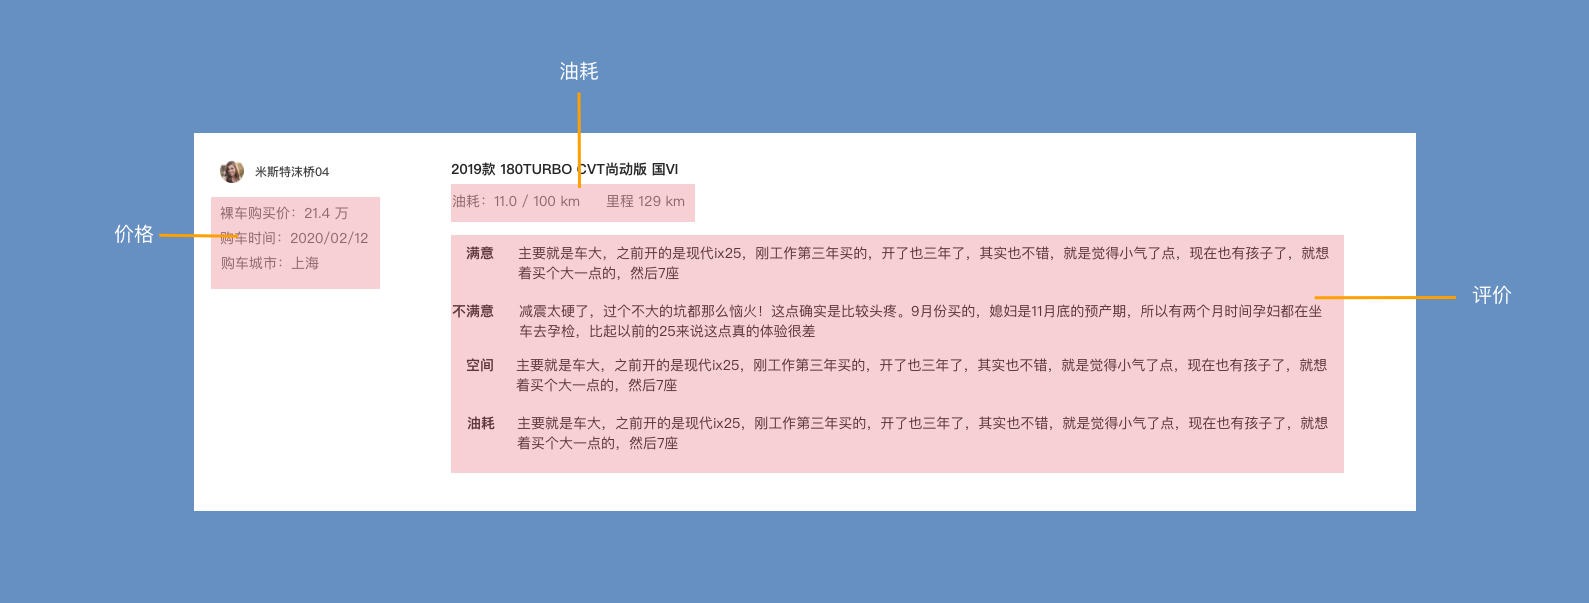 油耗
米斯特沫桥04
裸车购买价：21.4 万
购车时间：2020/02/12
购车城市：上海
价格
2019款 180TURBO CVT尚动版 国VI
油耗：11.0 / 100 km 里程 129 km
满意 主要就是车大，之前开的是现代ix25，刚工作第三年买的，开了也三年了，其实也不错，就是觉得小气了点，现在也有孩子了，就想
着买个大一点的，然后7座
不满意 减震太硬了，过个不大的坑都那么恼火！这点确实是比较头疼。9月份买的，媳妇是11月底的预产期，所以有两个月时间孕妇都在坐
车去孕检，比起以前的25来说这点真的体验很差
空间 主要就是车大，之前开的是现代ix25，刚工作第三年买的，开了也三年了，其实也不错，就是觉得小气了点，现在也有孩子了，就想
着买个大一点的，然后7座
油耗 主要就是车大，之前开的是现代ix25，刚工作第三年买的，开了也三年了，其实也不错，就是觉得小气了点，现在也有孩子了，就想
着买个大一点的，然后7座
评价